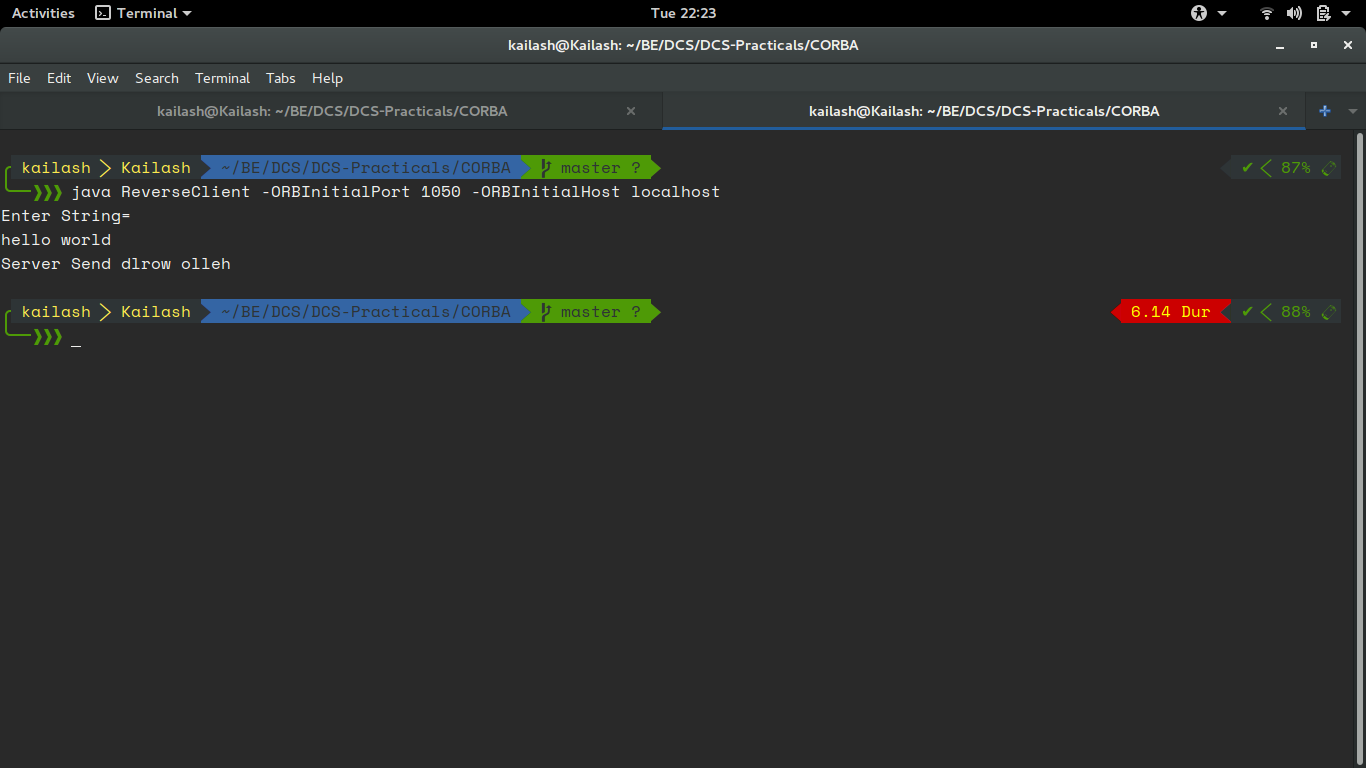 Activities Terminal Tue 22:23
kailash@Kailash: ~/BE/DCS/DCS-Practicals/CORBA
File Edit View Search Terminal Tabs Help
kailash@Kailash: ~/BE/DCS/DCS-Practicals/CORBA kailash@Kailash: ~/BE/DCS/DCS-Practicals/CORBA
kailash Kailash ~/BE/DCS/DCS-Practicals/CORBA master ? ✔ 87%
❯❯❯ java ReverseClient -ORBInitialPort 1050 -ORBInitialHost localhost
Enter String=
hello world
Server Send dlrow olleh
kailash Kailash ~/BE/DCS/DCS-Practicals/CORBA master ? 6.14 Dur ✔ 88%
❯❯❯ _